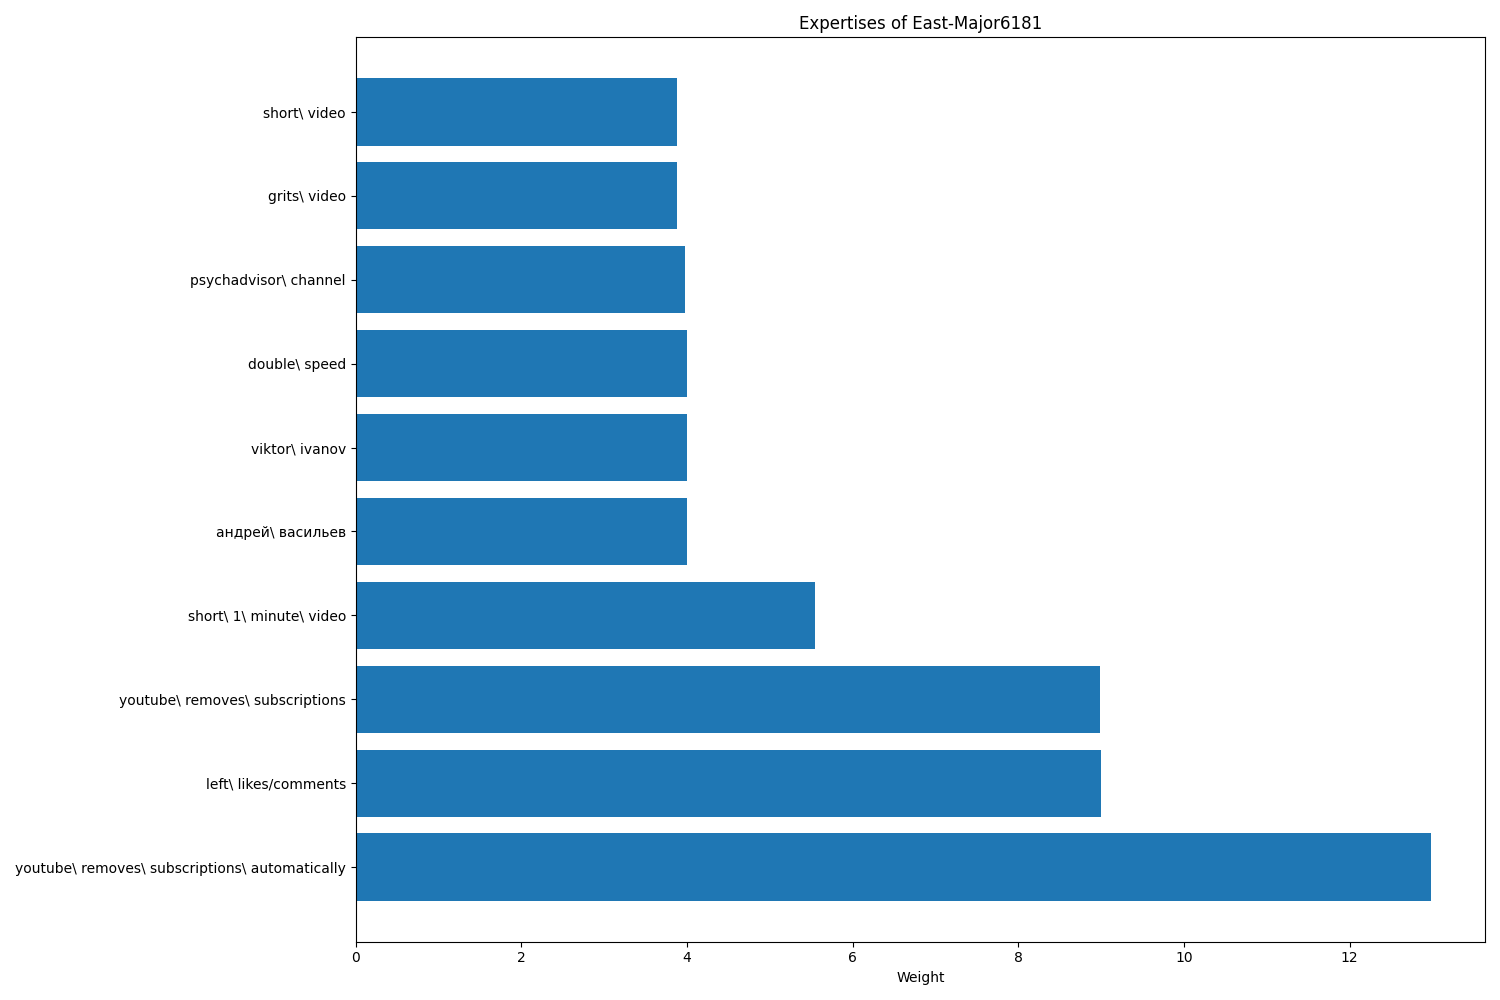 Expertises of East-Major6181
short\ video
grits\ video
psychadvisor\ channel
double\ speed
viktor\ ivanov
андрей\ васильев
short\ 1\ minute\ video
youtube\ removes\ subscriptions
left\ likes/comments
youtube\ removes\ subscriptions\ automatically
0 2 4 6 8 10 12
Weight